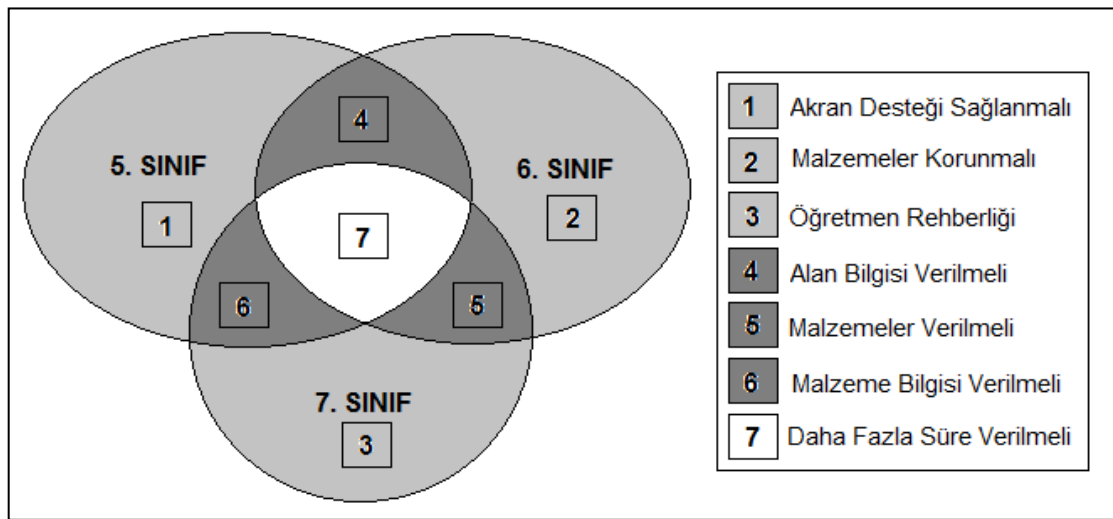 5. SINIF
1
6. SINIF
2
4
7
6
5
7. SINIF
3
1 Akran Desteği Sağlanmalı
2 Malzemeler Korunmalı
3 Öğretmen Rehberliği
4 Alan Bilgisi Verilmeli
5 Malzemeler Verilmeli
6 Malzeme Bilgisi Verilmeli
7 Daha Fazla Süre Verilmeli